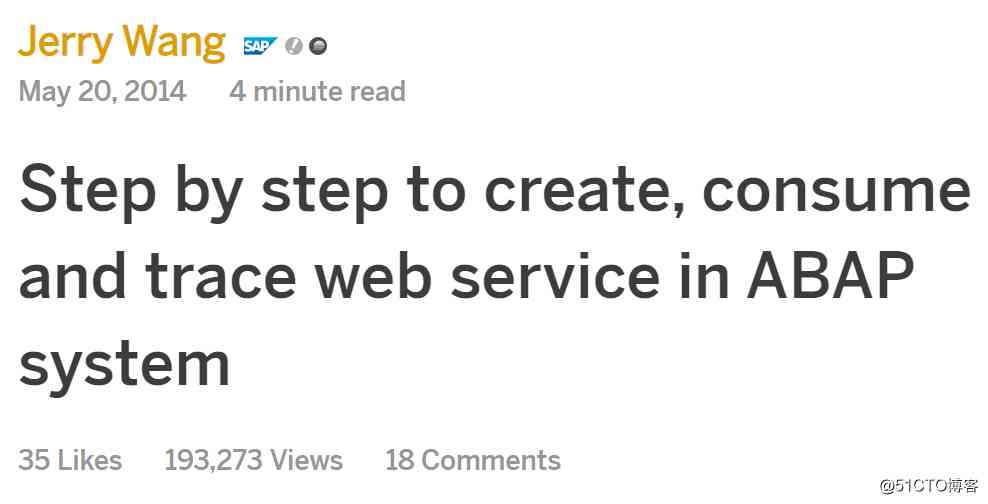 Jerry Wang SAP
May 20, 2014 4 minute read
Step by step to create, consume
and trace web service in ABAP
system
35 Likes 193,273 Views 18 Comments
@51CTO博客